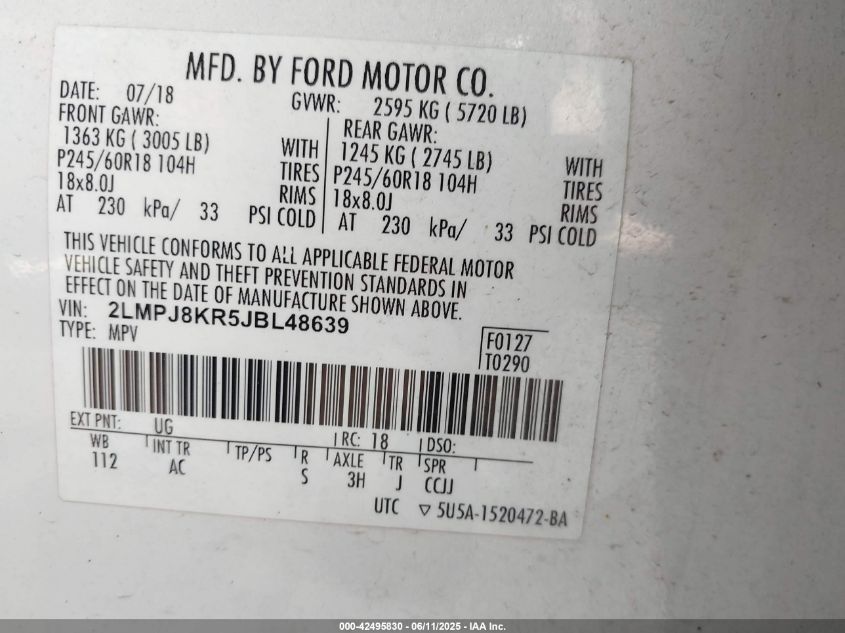 MFD. BY FORD MOTOR CO.
DATE: 07/18 GVWR: 2595 KG ( 5720 LB)
FRONT GAWR: REAR GAWR:
1363 KG ( 3005 LB) WITH 1245 KG ( 2745 LB) WITH
P245/60R18 104H TIRES P245/60R18 104H TIRES
18x8.0J RIMS 18x8.0J RIMS
AT 230 kPa/ 33 PSI COLD AT 230 kPa/ 33 PSI COLD
THIS VEHICLE CONFORMS TO ALL APPLICABLE FEDERAL MOTOR
VEHICLE SAFETY AND THEFT PREVENTION STANDARDS IN
EFFECT ON THE DATE OF MANUFACTURE SHOWN ABOVE.
VIN: 2LMPJ8KR5JBL48639
TYPE: MPV F0127
T0290
EXT PNT: UG RC: 18 DSO:
WB INT TR TP/PS R AXLE TR SPR
112 AC S 3H J CCJJ
UTC ▽ 5U5A-1520472-BA
000-42495830 - 06/11/2025 - IAA Inc.